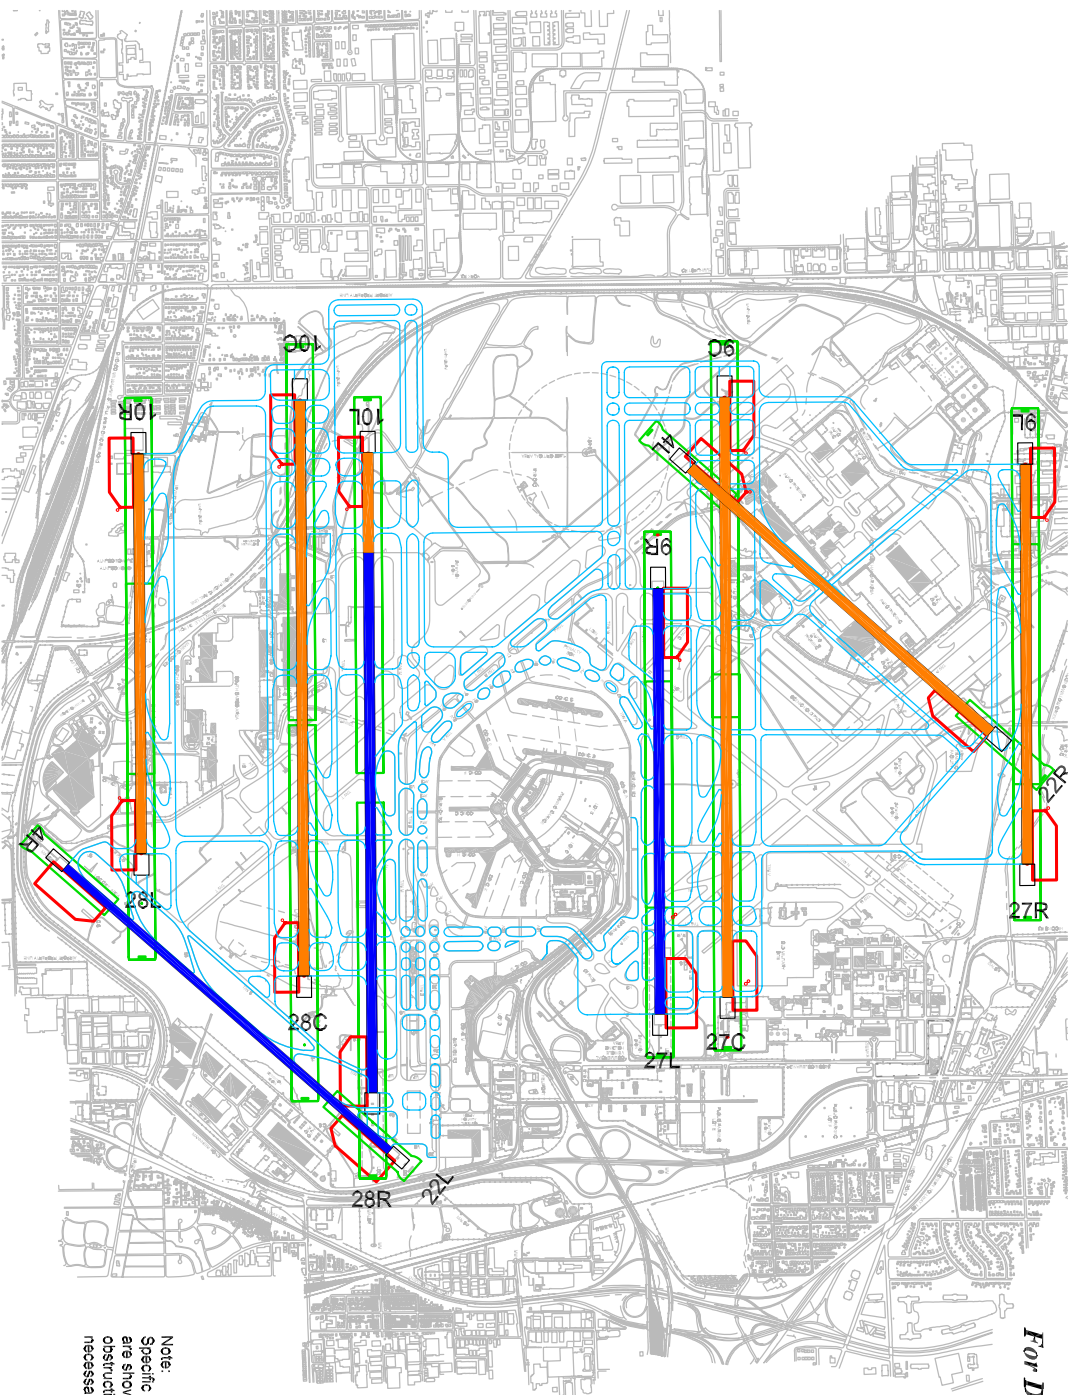 10C
9C
10R
10L
9L
4L
9R
22R
4R
28L
27R
28C
27C
27L
22L
28R
For D
Note:
Specific
are show
obstructi
necessa